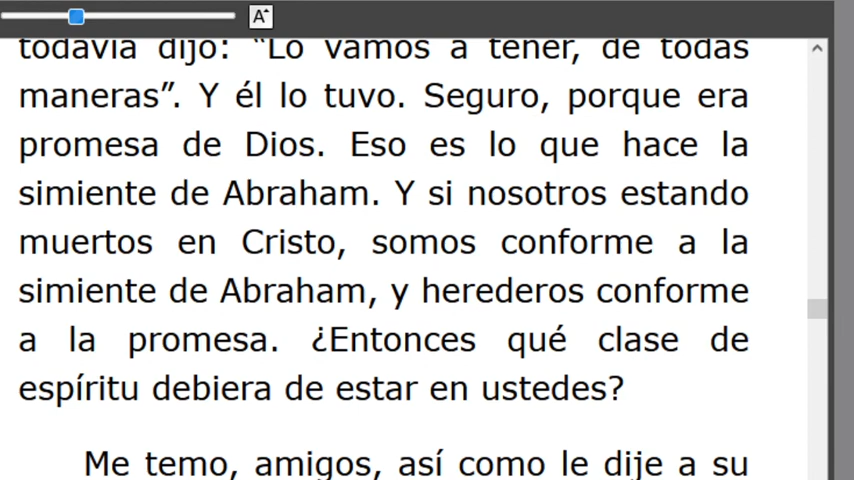 A
todavía dijo: “Lo vamos a tener, de todas
maneras”. Y él lo tuvo. Seguro, porque era
promesa de Dios. Eso es lo que hace la
simiente de Abraham. Y si nosotros estando
muertos en Cristo, somos conforme a la
simiente de Abraham, y herederos conforme
a la promesa. ¿Entonces qué clase de
espíritu debiera de estar en ustedes?
Me temo, amigos, así como le dije a su